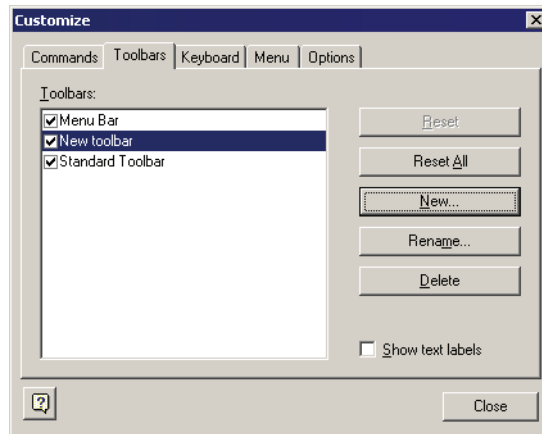 Customize
Commands Toolbars Keyboard Menu Options
Toolbars:
Menu Bar
New toolbar
Standard Toolbar
Reset
Reset All
New...
Rename...
Delete
Show text labels
Close